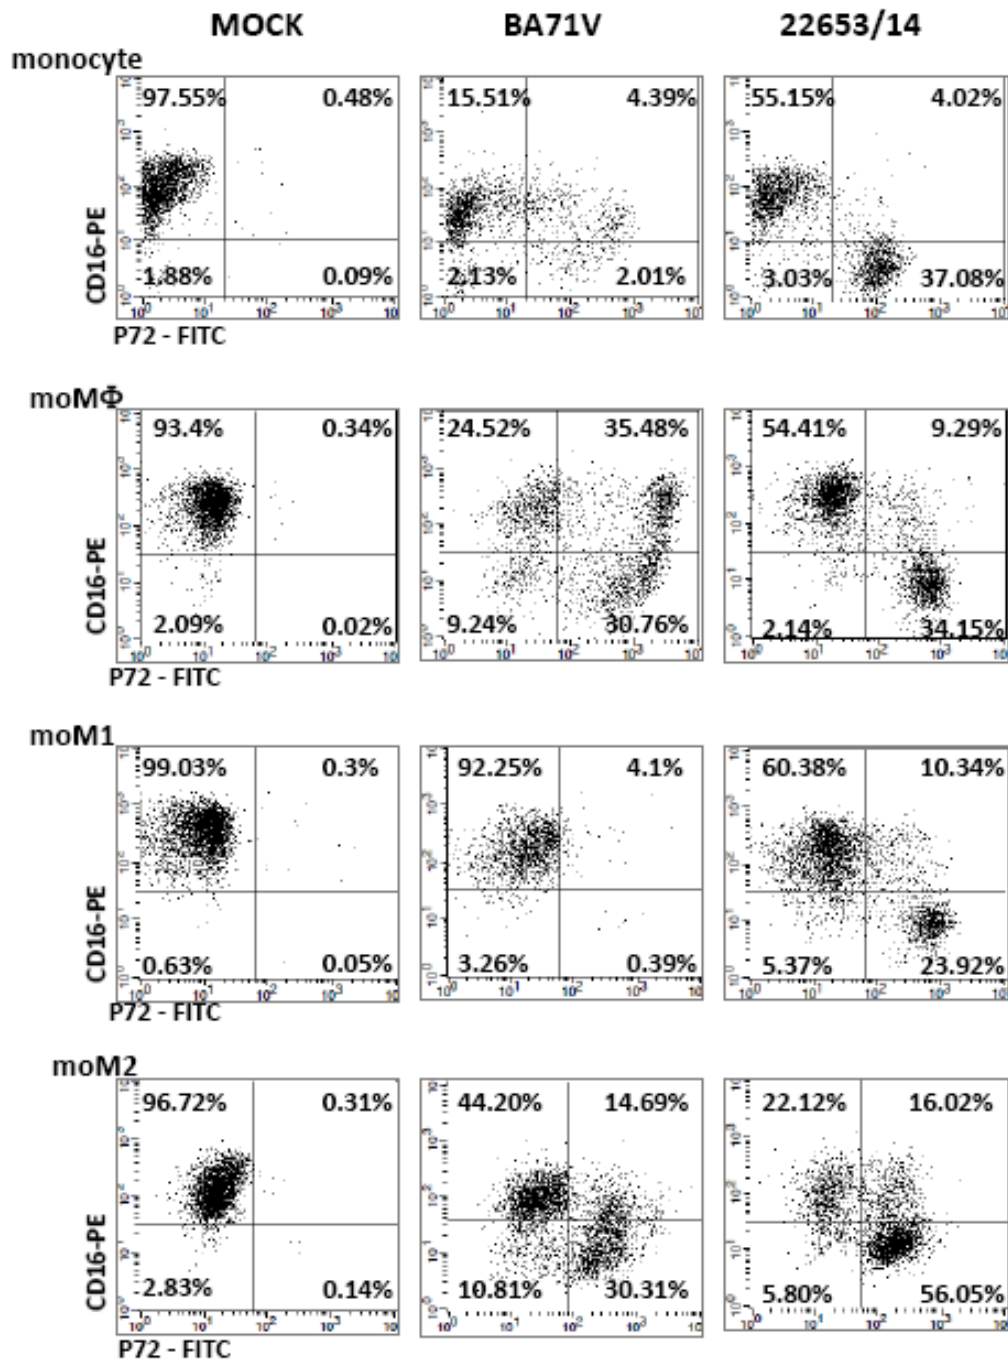 MOCK BA71V 22653/14
monocyte
97.55% 0.48% 15.51% 4.39% 55.15% 4.02%
CD16-PE
1.88% 0.09% 2.13% 2.01% 3.03% 37.08%
P72 - FITC
moMΦ
93.4% 0.34% 24.52% 35.48% 54.41% 9.29%
CD16-PE
2.09% 0.02% 9.24% 30.76% 2.14% 34.15%
P72 - FITC
moM1
99.03% 0.3% 92.25% 4.1% 60.38% 10.34%
CD16-PE
0.63% 0.05% 3.26% 0.39% 5.37% 23.92%
P72 - FITC
moM2
96.72% 0.31% 44.20% 14.69% 22.12% 16.02%
CD16-PE
2.83% 0.14% 10.81% 30.31% 5.80% 56.05%
P72 - FITC